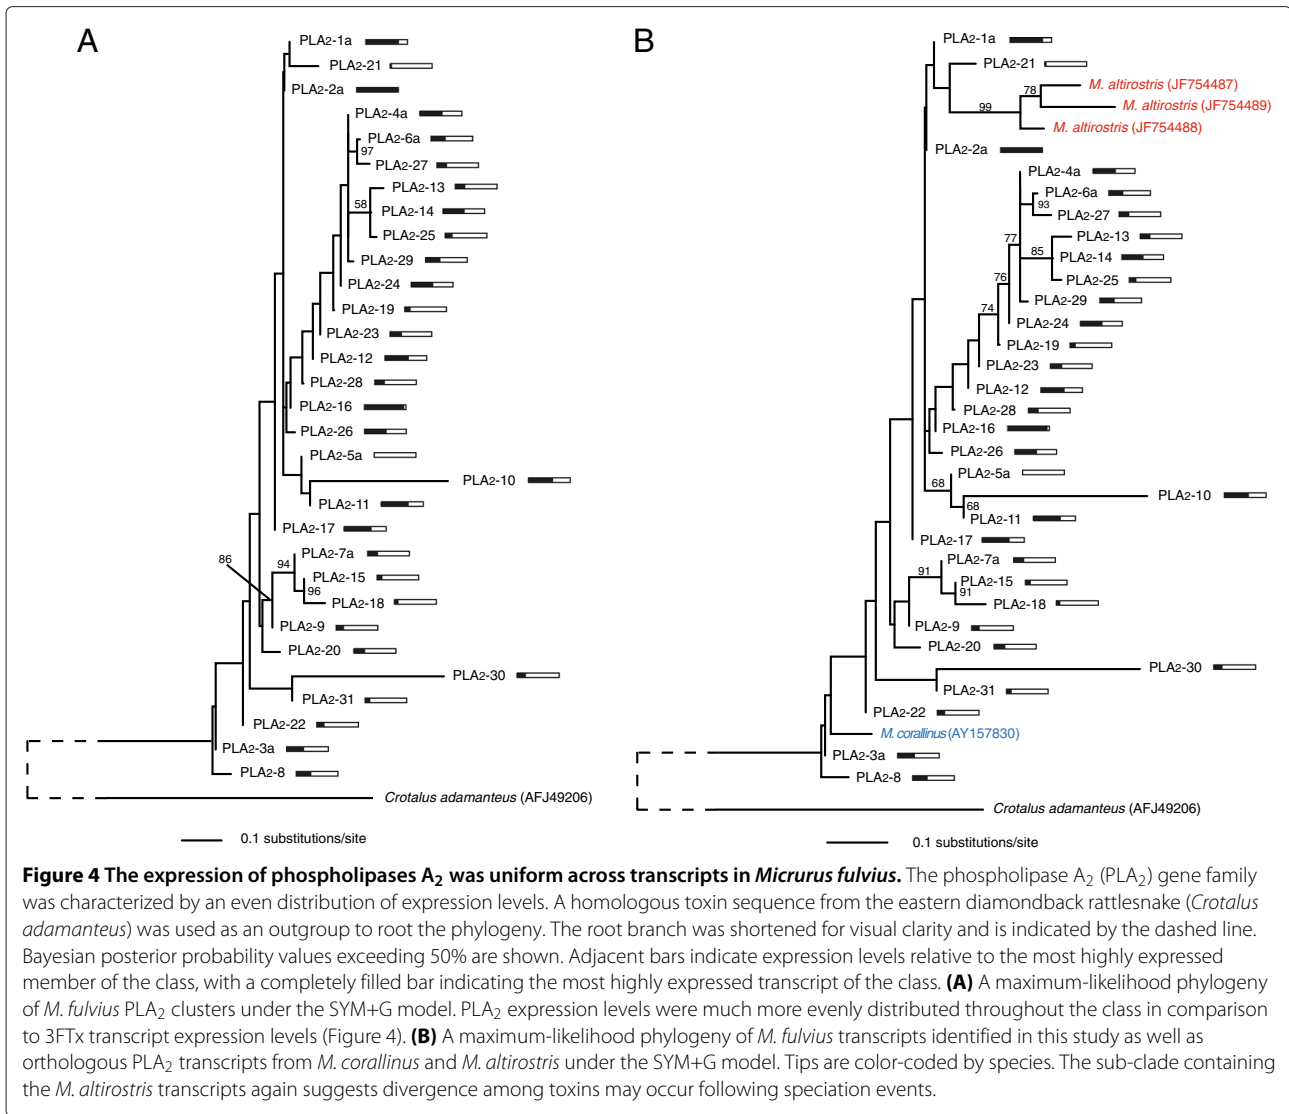 A
PLA2-1a
PLA2-21
PLA2-2a
PLA2-4a
PLA2-6a
97
PLA2-27
PLA2-13
58
PLA2-14
PLA2-25
PLA2-29
PLA2-24
PLA2-19
PLA2-23
PLA2-12
PLA2-28
PLA2-16
PLA2-26
PLA2-5a
PLA2-10
PLA2-11
PLA2-17
86
94
PLA2-7a
PLA2-15
96
PLA2-18
PLA2-9
PLA2-20
PLA2-30
PLA2-31
PLA2-22
PLA2-3a
PLA2-8
Crotalus adamanteus (AFJ49206)
0.1 substitutions/site
B
PLA2-1a
PLA2-21
78
M. altirostris (JF754487)
99
M. altirostris (JF754489)
M. altirostris (JF754488)
PLA2-2a
PLA2-4a
PLA2-6a
93
PLA2-27
77
PLA2-13
85
PLA2-14
76
PLA2-25
PLA2-29
74
PLA2-24
PLA2-19
PLA2-23
PLA2-12
PLA2-28
PLA2-16
PLA2-26
PLA2-5a
68
PLA2-10
68
PLA2-11
PLA2-17
PLA2-7a
91
PLA2-15
91
PLA2-18
PLA2-9
PLA2-20
PLA2-30
PLA2-31
PLA2-22
M. corallinus (AY157830)
PLA2-3a
PLA2-8
Crotalus adamanteus (AFJ49206)
0.1 substitutions/site
Figure 4 The expression of phospholipases A2 was uniform across transcripts in Micrurus fulvius. The phospholipase A2 (PLA2) gene family
was characterized by an even distribution of expression levels. A homologous toxin sequence from the eastern diamondback rattlesnake (Crotalus
adamanteus) was used as an outgroup to root the phylogeny. The root branch was shortened for visual clarity and is indicated by the dashed line.
Bayesian posterior probability values exceeding 50% are shown. Adjacent bars indicate expression levels relative to the most highly expressed
member of the class, with a completely filled bar indicating the most highly expressed transcript of the class. (A) A maximum-likelihood phylogeny
of M. fulvius PLA2 clusters under the SYM+G model. PLA2 expression levels were much more evenly distributed throughout the class in comparison
to 3FTx transcript expression levels (Figure 4). (B) A maximum-likelihood phylogeny of M. fulvius transcripts identified in this study as well as
orthologous PLA2 transcripts from M. corallinus and M. altirostris under the SYM+G model. Tips are color-coded by species. The sub-clade containing
the M. altirostris transcripts again suggests divergence among toxins may occur following speciation events.